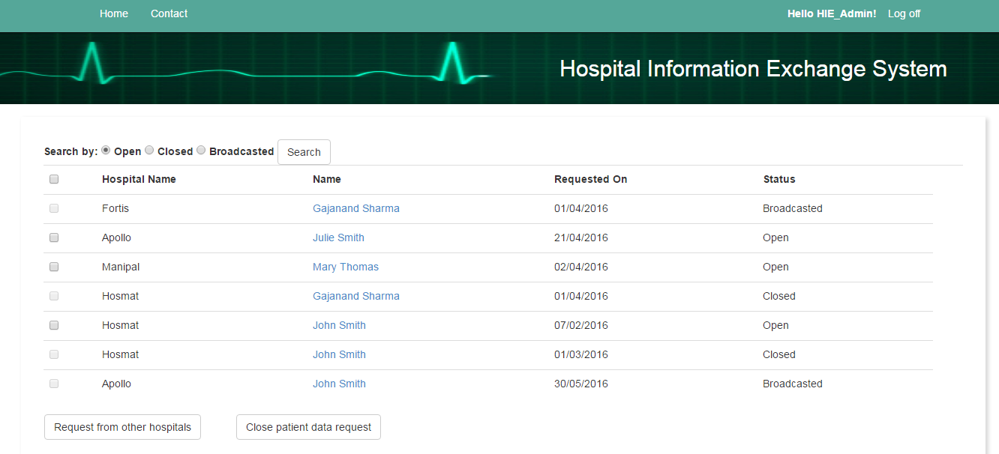 Home Contact Hello HIE_Admin! Log off
Hospital Information Exchange System
Search by: Open Closed Broadcasted Search
Hospital Name Name Requested On Status
Fortis Gajanand Sharma 01/04/2016 Broadcasted
Apollo Julie Smith 21/04/2016 Open
Manipal Mary Thomas 02/04/2016 Open
Hosmat Gajanand Sharma 01/04/2016 Closed
Hosmat John Smith 07/02/2016 Open
Hosmat John Smith 01/03/2016 Closed
Apollo John Smith 30/05/2016 Broadcasted
Request from other hospitals Close patient data request